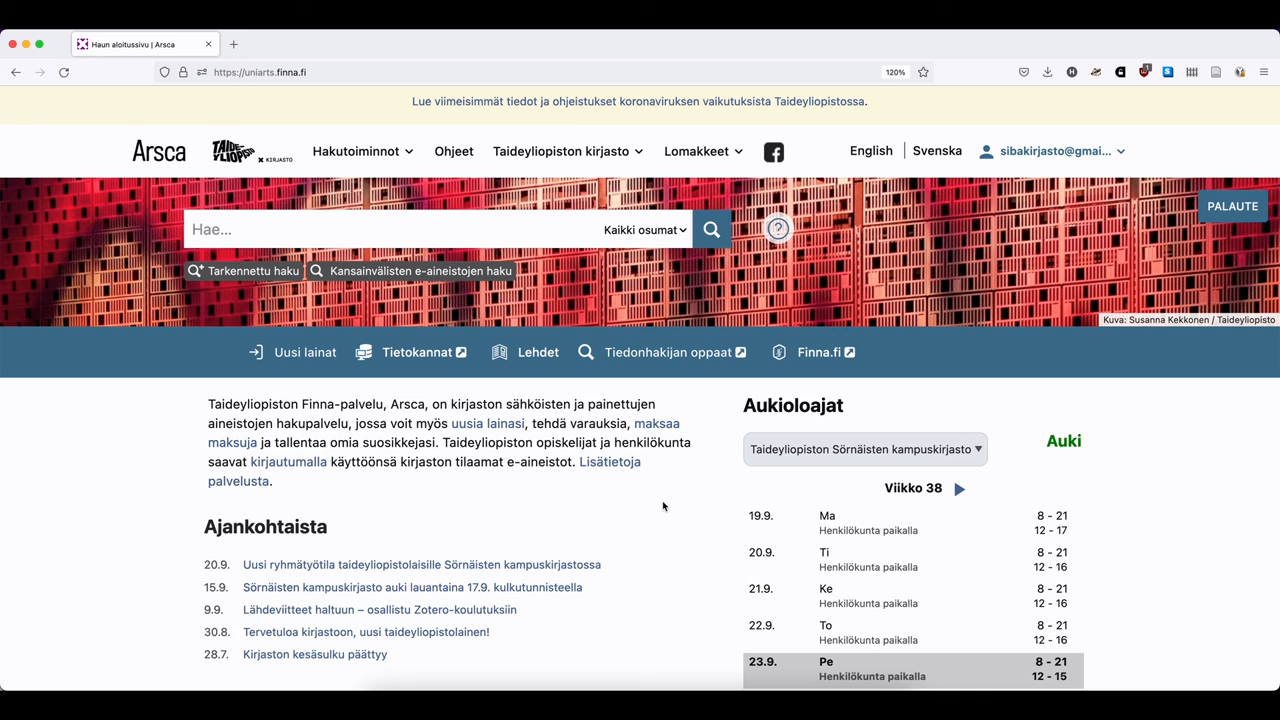 Haun aloitussivu | Arsca
https://uniarts.finna.fi
120%
Lue viimeisimmät tiedot ja ohjeistukset koronaviruksen vaikutuksista Taideyliopistossa.
Arsca
TAIDEYLIOPISTO X KIRJASTO
Hakutoiminnot
Ohjeet
Taideyliopiston kirjasto
Lomakkeet
English
Svenska
sibakirjasto@gmai...
Hae...
Kaikki osumat
?
PALAUTE
Tarkennettu haku
Kansainvälisten e-aineistojen haku
Kuva: Susanna Kekkonen / Taideyliopisto
Uusi lainat
Tietokannat
Lehdet
Tiedonhakijan oppaat
Finna.fi
Taideyliopiston Finna-palvelu, Arsca, on kirjaston sähköisten ja painettujen
aineistojen hakupalvelu, jossa voit myös uusia lainasi, tehdä varauksia, maksaa
maksuja ja tallentaa omia suosikkejasi. Taideyliopiston opiskelijat ja henkilökunta
saavat kirjautumalla käyttöönsä kirjaston tilaamat e-aineistot. Lisätietoja
palvelusta.
Ajankohtaista
20.9. Uusi ryhmätyötila taideyliopistolaisille Sörnäisten kampuskirjastossa
15.9. Sörnäisten kampuskirjasto auki lauantaina 17.9. kulkutunnisteella
9.9. Lähdeviitteet haltuun – osallistu Zotero-koulutuksiin
30.8. Tervetuloa kirjastoon, uusi taideyliopistolainen!
28.7. Kirjaston kesäsulku päättyy
Aukioloajat
Taideyliopiston Sörnäisten kampuskirjasto
Auki
Viikko 38
19.9. Ma 8 - 21
Henkilökunta paikalla 12 - 17
20.9. Ti 8 - 21
Henkilökunta paikalla 12 - 16
21.9. Ke 8 - 21
Henkilökunta paikalla 12 - 16
22.9. To 8 - 21
Henkilökunta paikalla 12 - 16
23.9. Pe 8 - 21
Henkilökunta paikalla 12 - 15